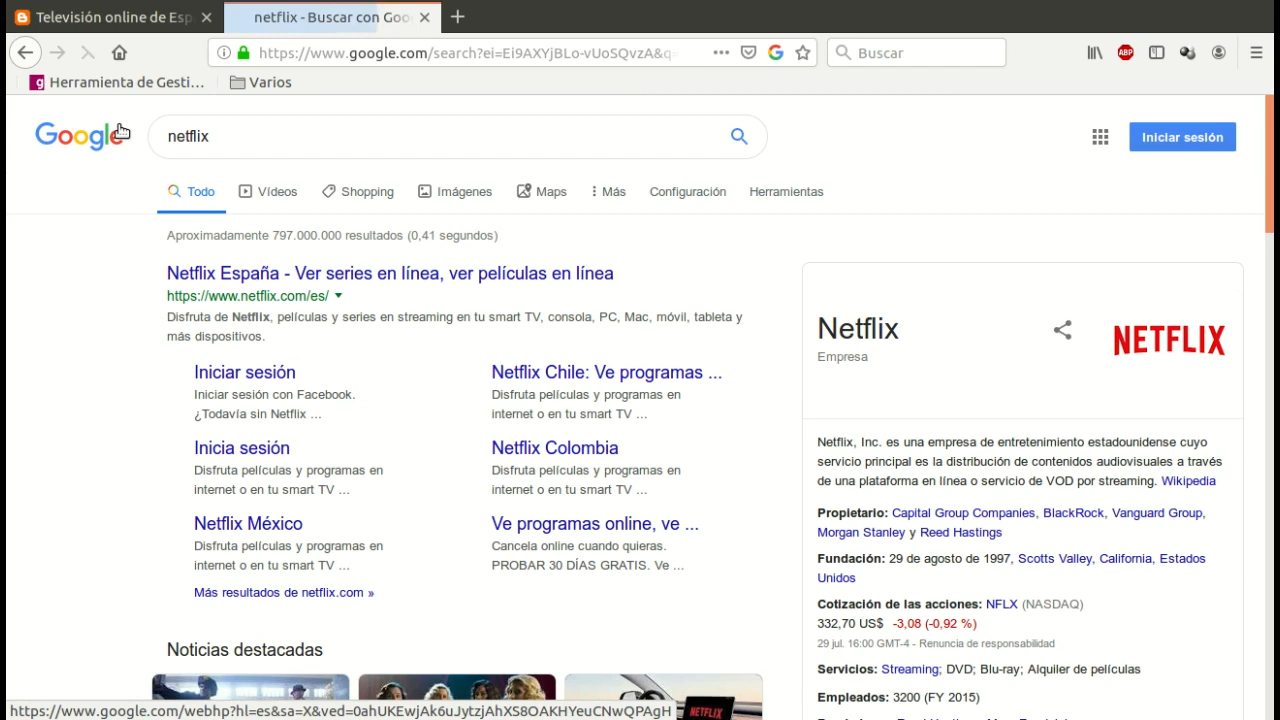 Televisión online de Esp
netflix - Buscar con Goo
https://www.google.com/search?ei=Ei9AXYjBLo-vUoSQvzA&q=
Buscar
ABP
Herramienta de Gesti…
Varios
Google
netflix
Iniciar sesión
Todo
Vídeos
Shopping
Imágenes
Maps
Más
Configuración
Herramientas
Aproximadamente 797.000.000 resultados (0,41 segundos)
Netflix España - Ver series en línea, ver películas en línea
https://www.netflix.com/es/
Disfruta de Netflix, películas y series en streaming en tu smart TV, consola, PC, Mac, móvil, tableta y
más dispositivos.
Iniciar sesión
Iniciar sesión con Facebook.
¿Todavía sin Netflix ...
Netflix Chile: Ve programas ...
Disfruta películas y programas en
internet o en tu smart TV ...
Inicia sesión
Disfruta películas y programas en
internet o en tu smart TV ...
Netflix Colombia
Disfruta películas y programas en
internet o en tu smart TV ...
Netflix México
Disfruta películas y programas en
internet o en tu smart TV ...
Ve programas online, ve ...
Cancela online cuando quieras.
PROBAR 30 DÍAS GRATIS. Ve ...
Más resultados de netflix.com »
Noticias destacadas
NETFLIX
Netflix
Empresa
NETFLIX
Netflix, Inc. es una empresa de entretenimiento estadounidense cuyo
servicio principal es la distribución de contenidos audiovisuales a través
de una plataforma en línea o servicio de VOD por streaming. Wikipedia
Propietario: Capital Group Companies, BlackRock, Vanguard Group,
Morgan Stanley y Reed Hastings
Fundación: 29 de agosto de 1997, Scotts Valley, California, Estados
Unidos
Cotización de las acciones: NFLX (NASDAQ)
332,70 US$ -3,08 (-0,92 %)
29 jul. 16:00 GMT-4 - Renuncia de responsabilidad
Servicios: Streaming; DVD; Blu-ray; Alquiler de películas
Empleados: 3200 (FY 2015)
https://www.google.com/webhp?hl=es&sa=X&ved=0ahUKEwjAk6uJytzjAhXS8OAKHYeuCNwQPAgH